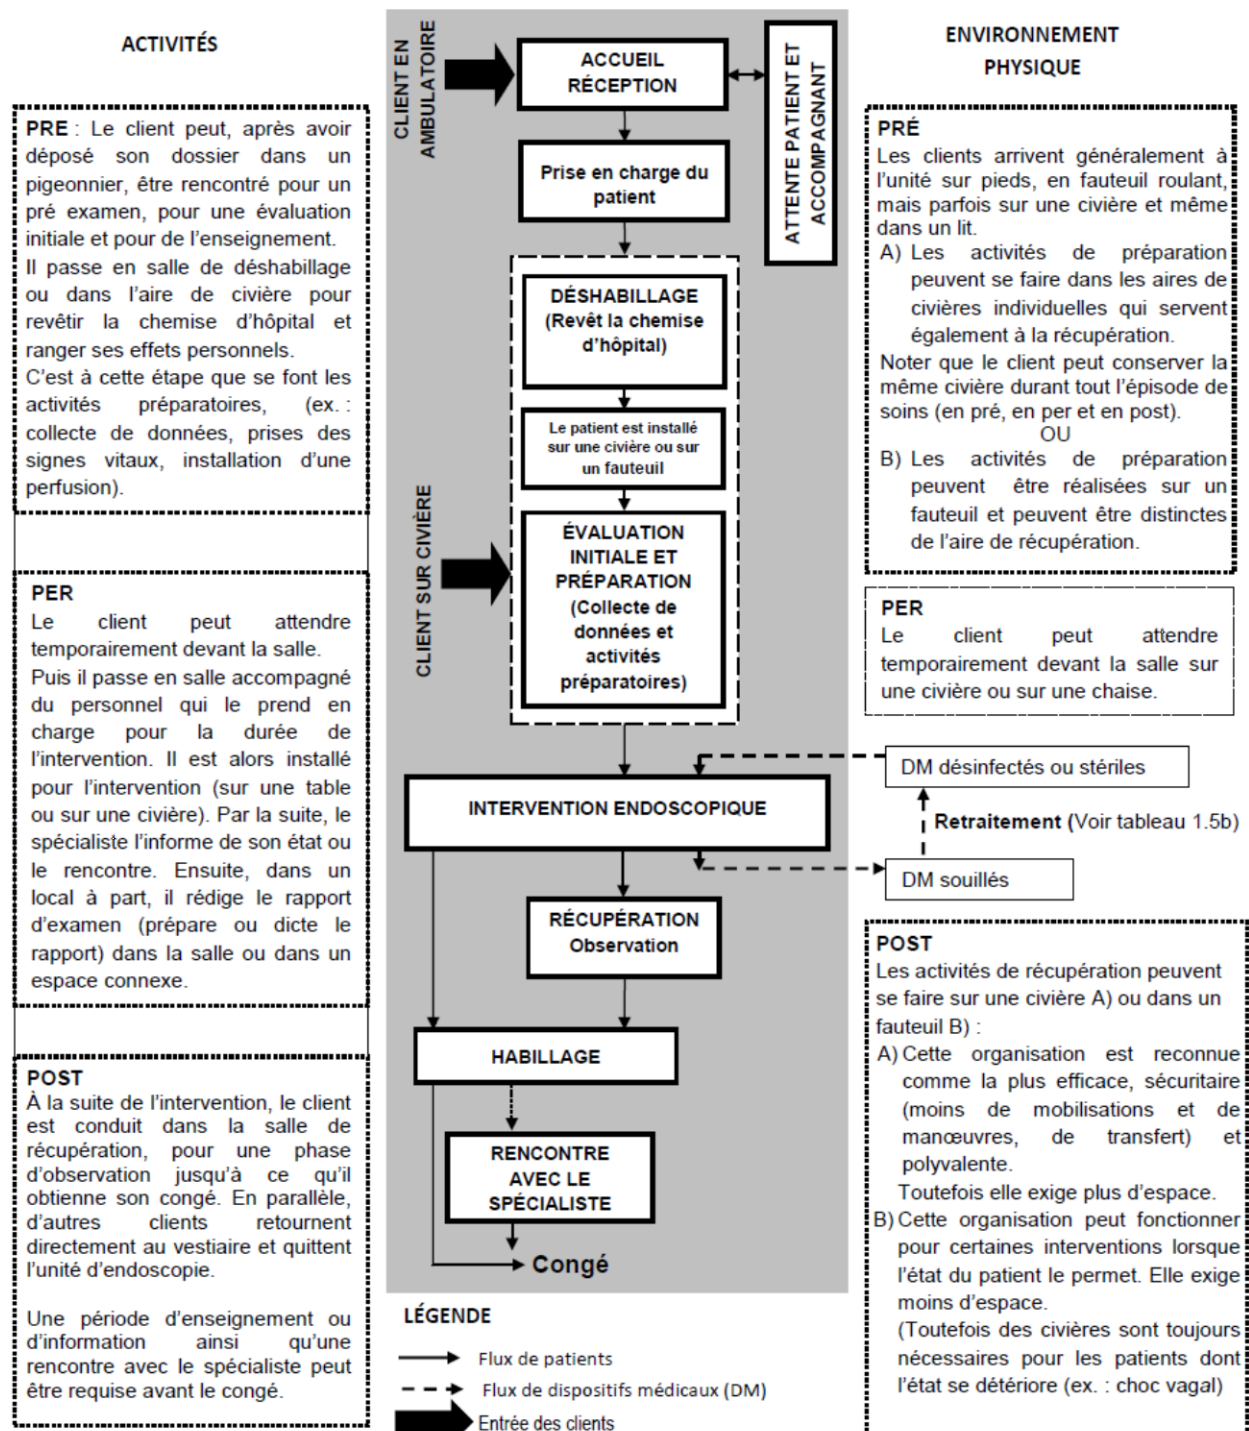 ACTIVITÉS
PRE : Le client peut, après avoir
déposé son dossier dans un
pigeonnier, être rencontré pour un
pré examen, pour une évaluation
initiale et pour de l'enseignement.
Il passe en salle de déshabillage
ou dans l'aire de civière pour
revêtir la chemise d'hôpital et
ranger ses effets personnels.
C'est à cette étape que se font les
activités préparatoires, (ex. :
collecte de données, prises des
signes vitaux, installation d'une
perfusion).
PER
Le client peut attendre
temporairement devant la salle.
Puis il passe en salle accompagné
du personnel qui le prend en
charge pour la durée de
l'intervention. Il est alors installé
pour l'intervention (sur une table
ou sur une civière). Par la suite, le
spécialiste l'informe de son état ou
le rencontre. Ensuite, dans un
local à part, il rédige le rapport
d'examen (prépare ou dicte le
rapport) dans la salle ou dans un
espace connexe.
POST
À la suite de l'intervention, le client
est conduit dans la salle de
récupération, pour une phase
d'observation jusqu'à ce qu'il
obtienne son congé. En parallèle,
d'autres clients retournent
directement au vestiaire et quittent
l'unité d'endoscopie.
Une période d'enseignement ou
d'information ainsi qu'une
rencontre avec le spécialiste peut
être requise avant le congé.
CLIENT EN
AMBULATOIRE
ACCUEIL
RÉCEPTION
ATTENTE PATIENT ET
ACCOMPAGNANT
Prise en charge du
patient
DÉSHABILLAGE
(Revêt la chemise
d'hôpital)
Le patient est installé
sur une civière ou sur
un fauteuil
CLIENT SUR CIVIÈRE
ÉVALUATION
INITIALE ET
PRÉPARATION
(Collecte de
données et
activités
préparatoires)
INTERVENTION ENDOSCOPIQUE
RÉCUPÉRATION
Observation
HABILLAGE
RENCONTRE
AVEC LE
SPÉCIALISTE
Congé
LÉGENDE
Flux de patients
Flux de dispositifs médicaux (DM)
Entrée des clients
ENVIRONNEMENT
PHYSIQUE
PRÉ
Les clients arrivent généralement à
l'unité sur pieds, en fauteuil roulant,
mais parfois sur une civière et même
dans un lit.
A) Les activités de préparation
peuvent se faire dans les aires de
civières individuelles qui servent
également à la récupération.
Noter que le client peut conserver la
même civière durant tout l'épisode de
soins (en pré, en per et en post).
OU
B) Les activités de préparation
peuvent être réalisées sur un
fauteuil et peuvent être distinctes
de l'aire de récupération.
PER
Le client peut attendre
temporairement devant la salle sur
une civière ou sur une chaise.
DM désinfectés ou stériles
Retraitement (Voir tableau 1.5b)
DM souillés
POST
Les activités de récupération peuvent
se faire sur une civière A) ou dans un
fauteuil B) :
A) Cette organisation est reconnue
comme la plus efficace, sécuritaire
(moins de mobilisations et de
manœuvres, de transfert) et
polyvalente.
Toutefois elle exige plus d'espace.
B) Cette organisation peut fonctionner
pour certaines interventions lorsque
l'état du patient le permet. Elle exige
moins d'espace.
(Toutefois des civières sont toujours
nécessaires pour les patients dont
l'état se détériore (ex. : choc vagal)